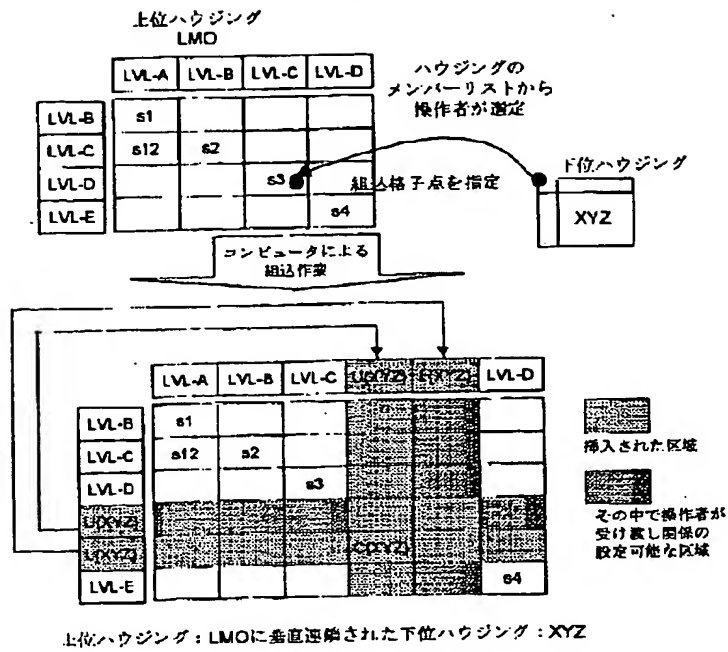 上位ハウジング
LMO
LVL-A LVL-B LVL-C LVL-D
LVL-B s1
LVL-C s12 s2
LVL-D s3
LVL-E s4
ハウジングの
メンバーリストから
操作者が選定
組込格子点を指定
下位ハウジング
XYZ
コンピュータによる
組込作業
LVL-A LVL-B LVL-C LVL-D
LVL-B s1
LVL-C s12 s2
LVL-D s3
LVL-E s4
挿入された区域
その中で操作者が
受け渡し関係の
設定可能な区域
上位ハウジング:LMOに垂直連鎖された下位ハウジング:XYZ